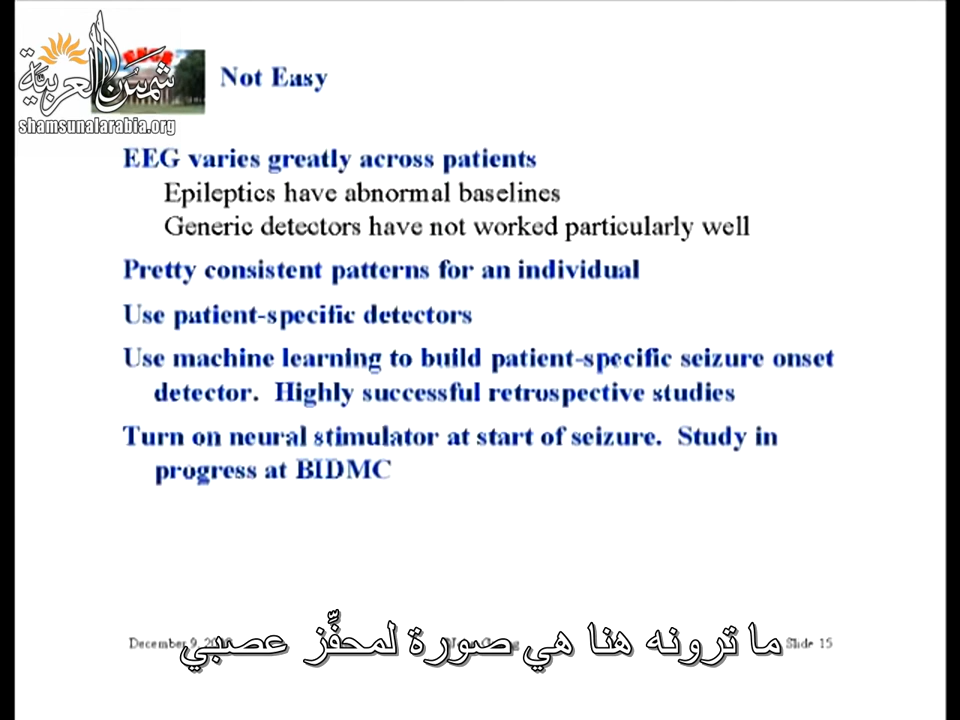 شمس العربية
shamsunalarabia.org
Not Easy
EEG varies greatly across patients
Epileptics have abnormal baselines
Generic detectors have not worked particularly well
Pretty consistent patterns for an individual
Use patient-specific detectors
Use machine learning to build patient-specific seizure onset
detector. Highly successful retrospective studies
Turn on neural stimulator at start of seizure. Study in
progress at BIDMC
December 9, Slide 15
ما ترونه هنا هي صورة لمحفِّز عصبي